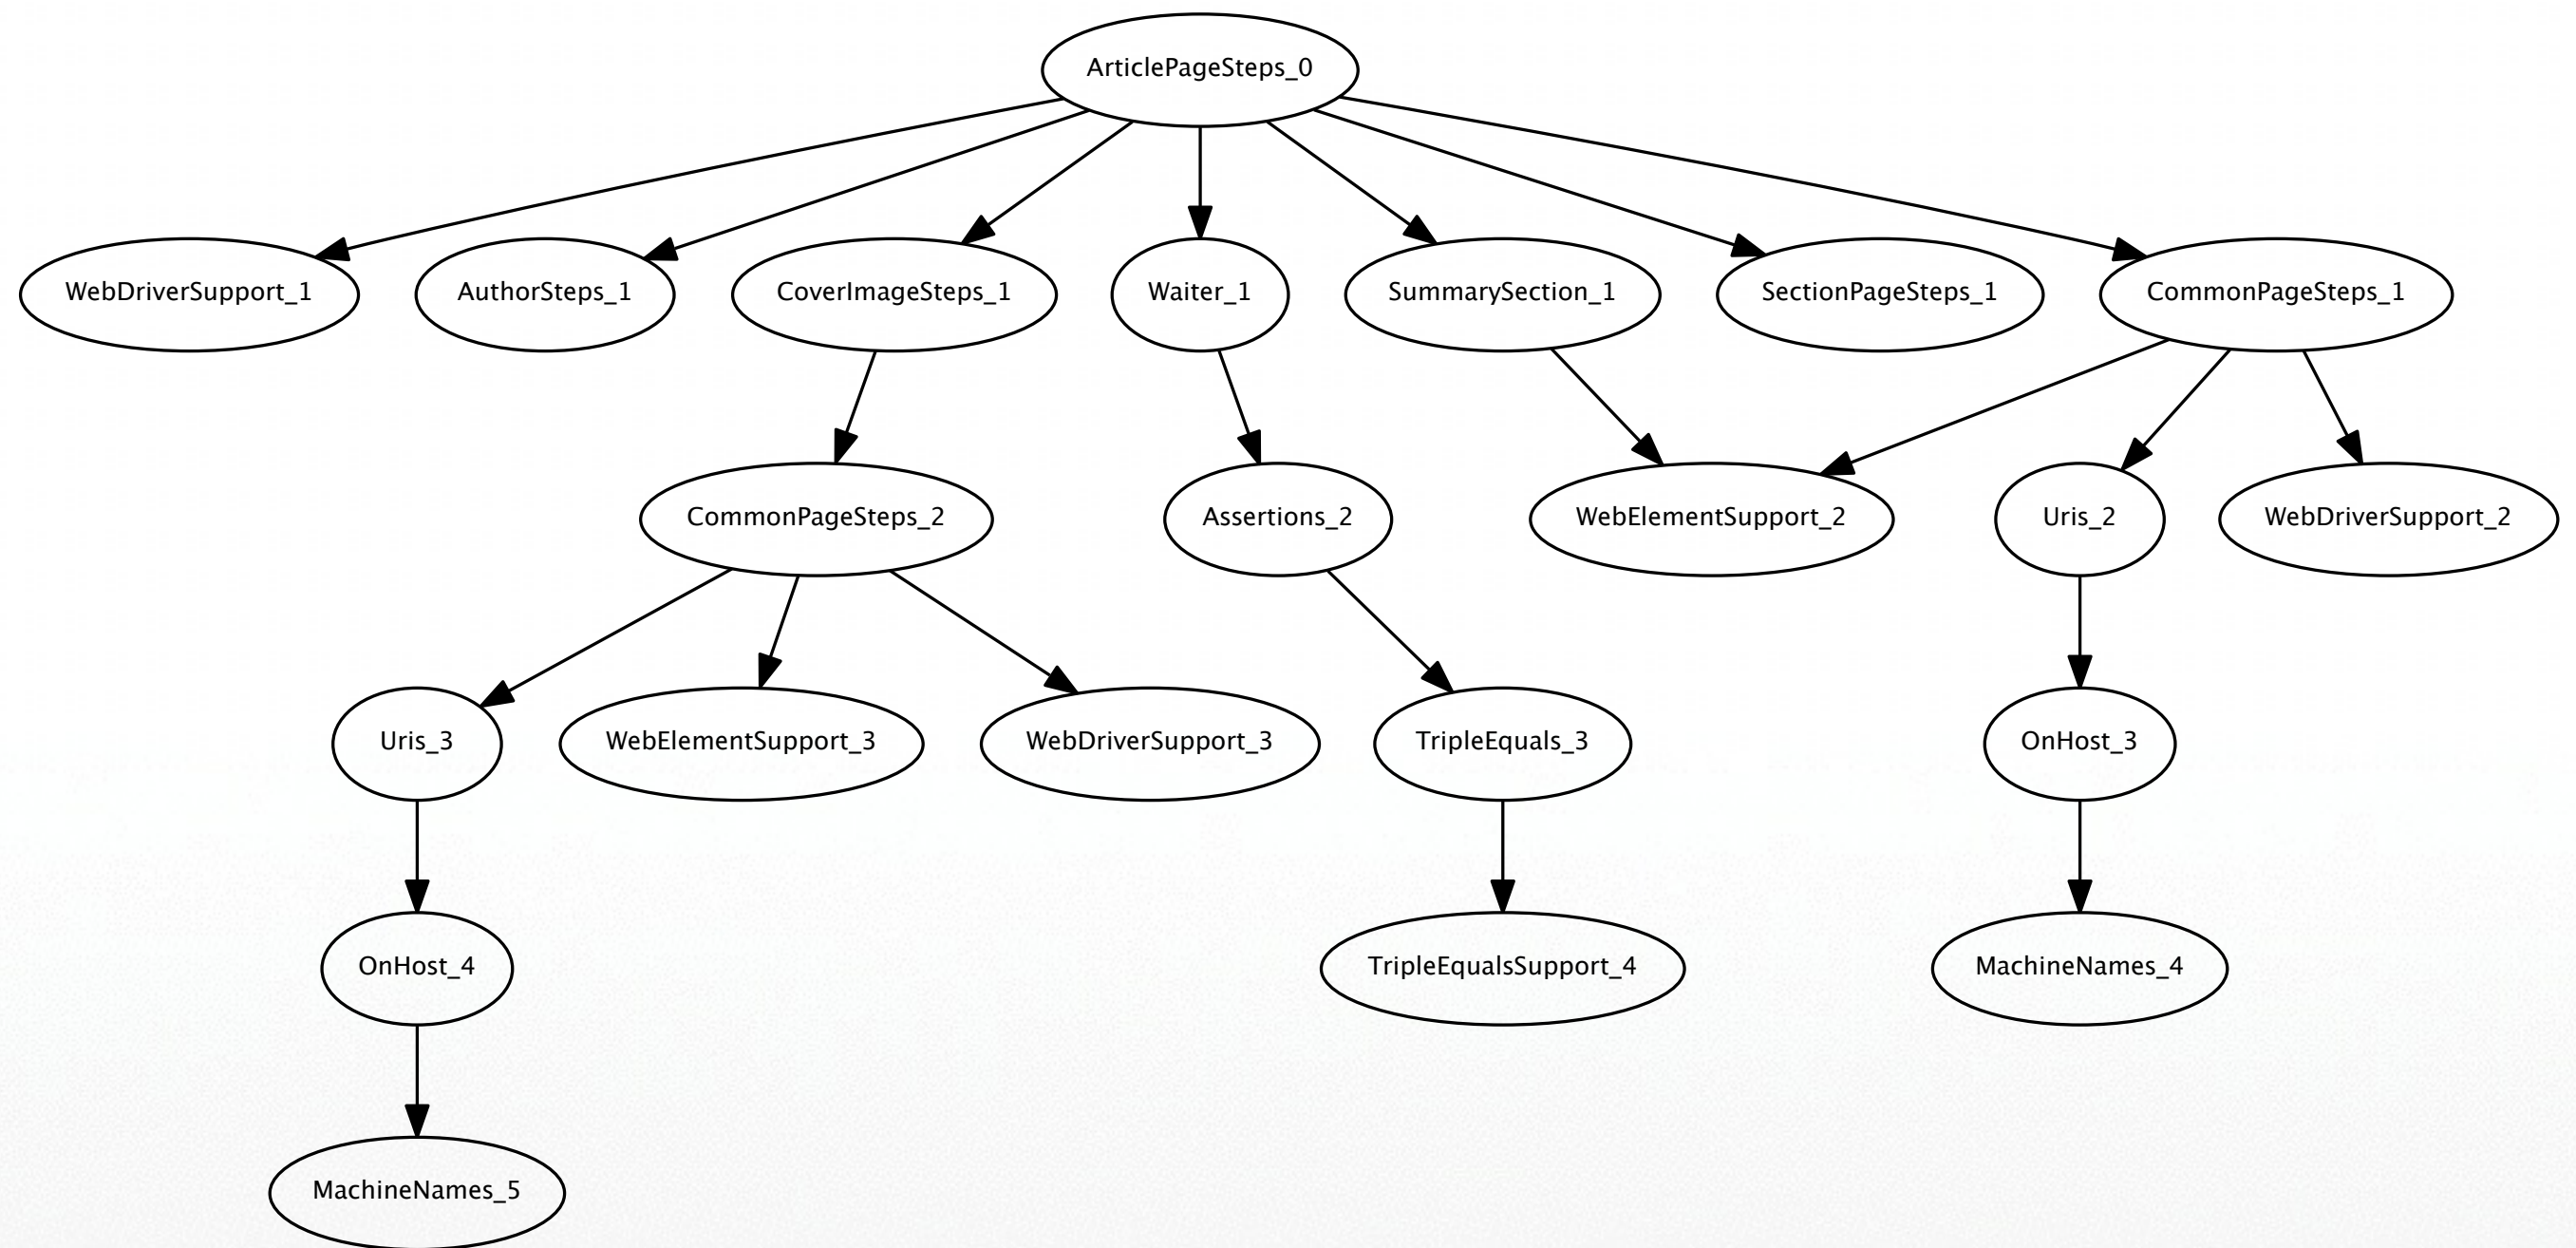 ArticlePageSteps_0
WebDriverSupport_1
AuthorSteps_1
CoverImageSteps_1
Waiter_1
SummarySection_1
SectionPageSteps_1
CommonPageSteps_1
CommonPageSteps_2
Assertions_2
WebElementSupport_2
Uris_2
WebDriverSupport_2
Uris_3
WebElementSupport_3
WebDriverSupport_3
TripleEquals_3
OnHost_3
OnHost_4
TripleEqualsSupport_4
MachineNames_4
MachineNames_5